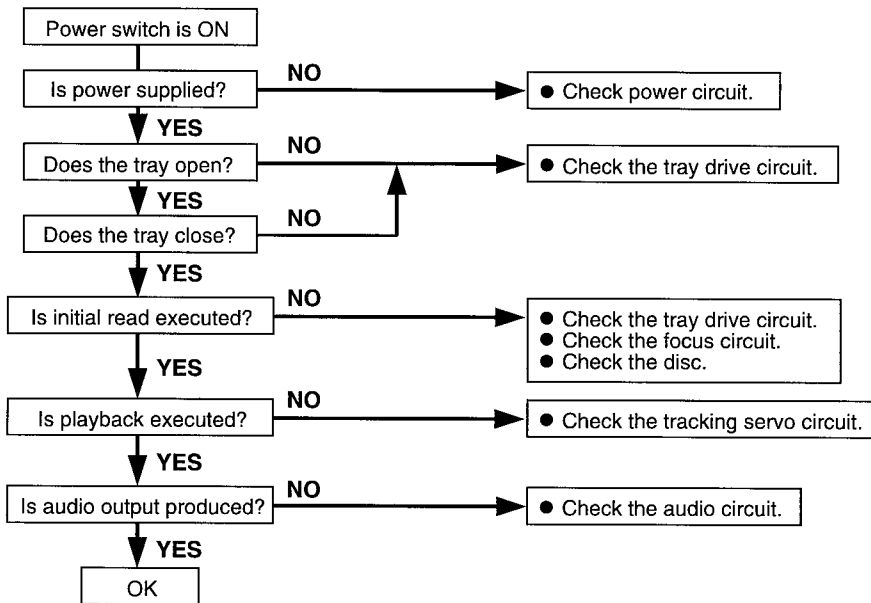 Power switch is ON
Is power supplied?
NO
● Check power circuit.
YES
Does the tray open?
NO
● Check the tray drive circuit.
YES
Does the tray close?
NO
YES
Is initial read executed?
NO
● Check the tray drive circuit.
● Check the focus circuit.
● Check the disc.
YES
Is playback executed?
NO
● Check the tracking servo circuit.
YES
Is audio output produced?
NO
● Check the audio circuit.
YES
OK